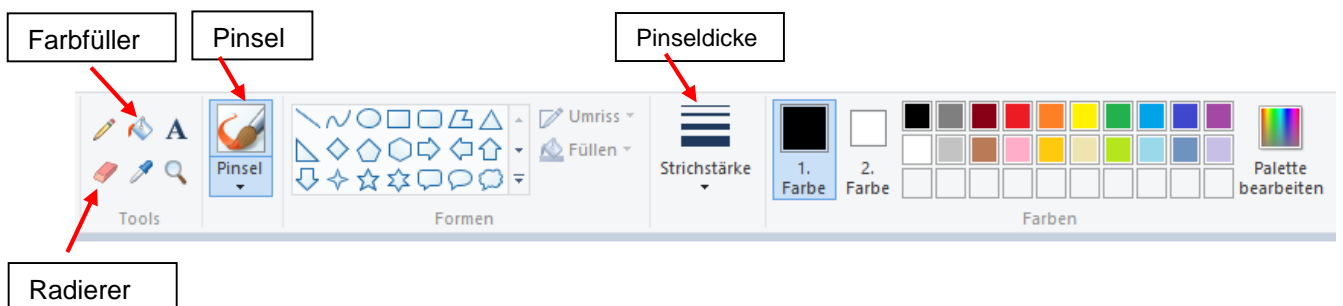 Farbfüller
Pinsel
Pinseldicke
A
Umriss
Füllen
Pinsel
Strichstärke
1.
Farbe
2.
Farbe
Palette
bearbeiten
Tools
Formen
Farben
Radierer